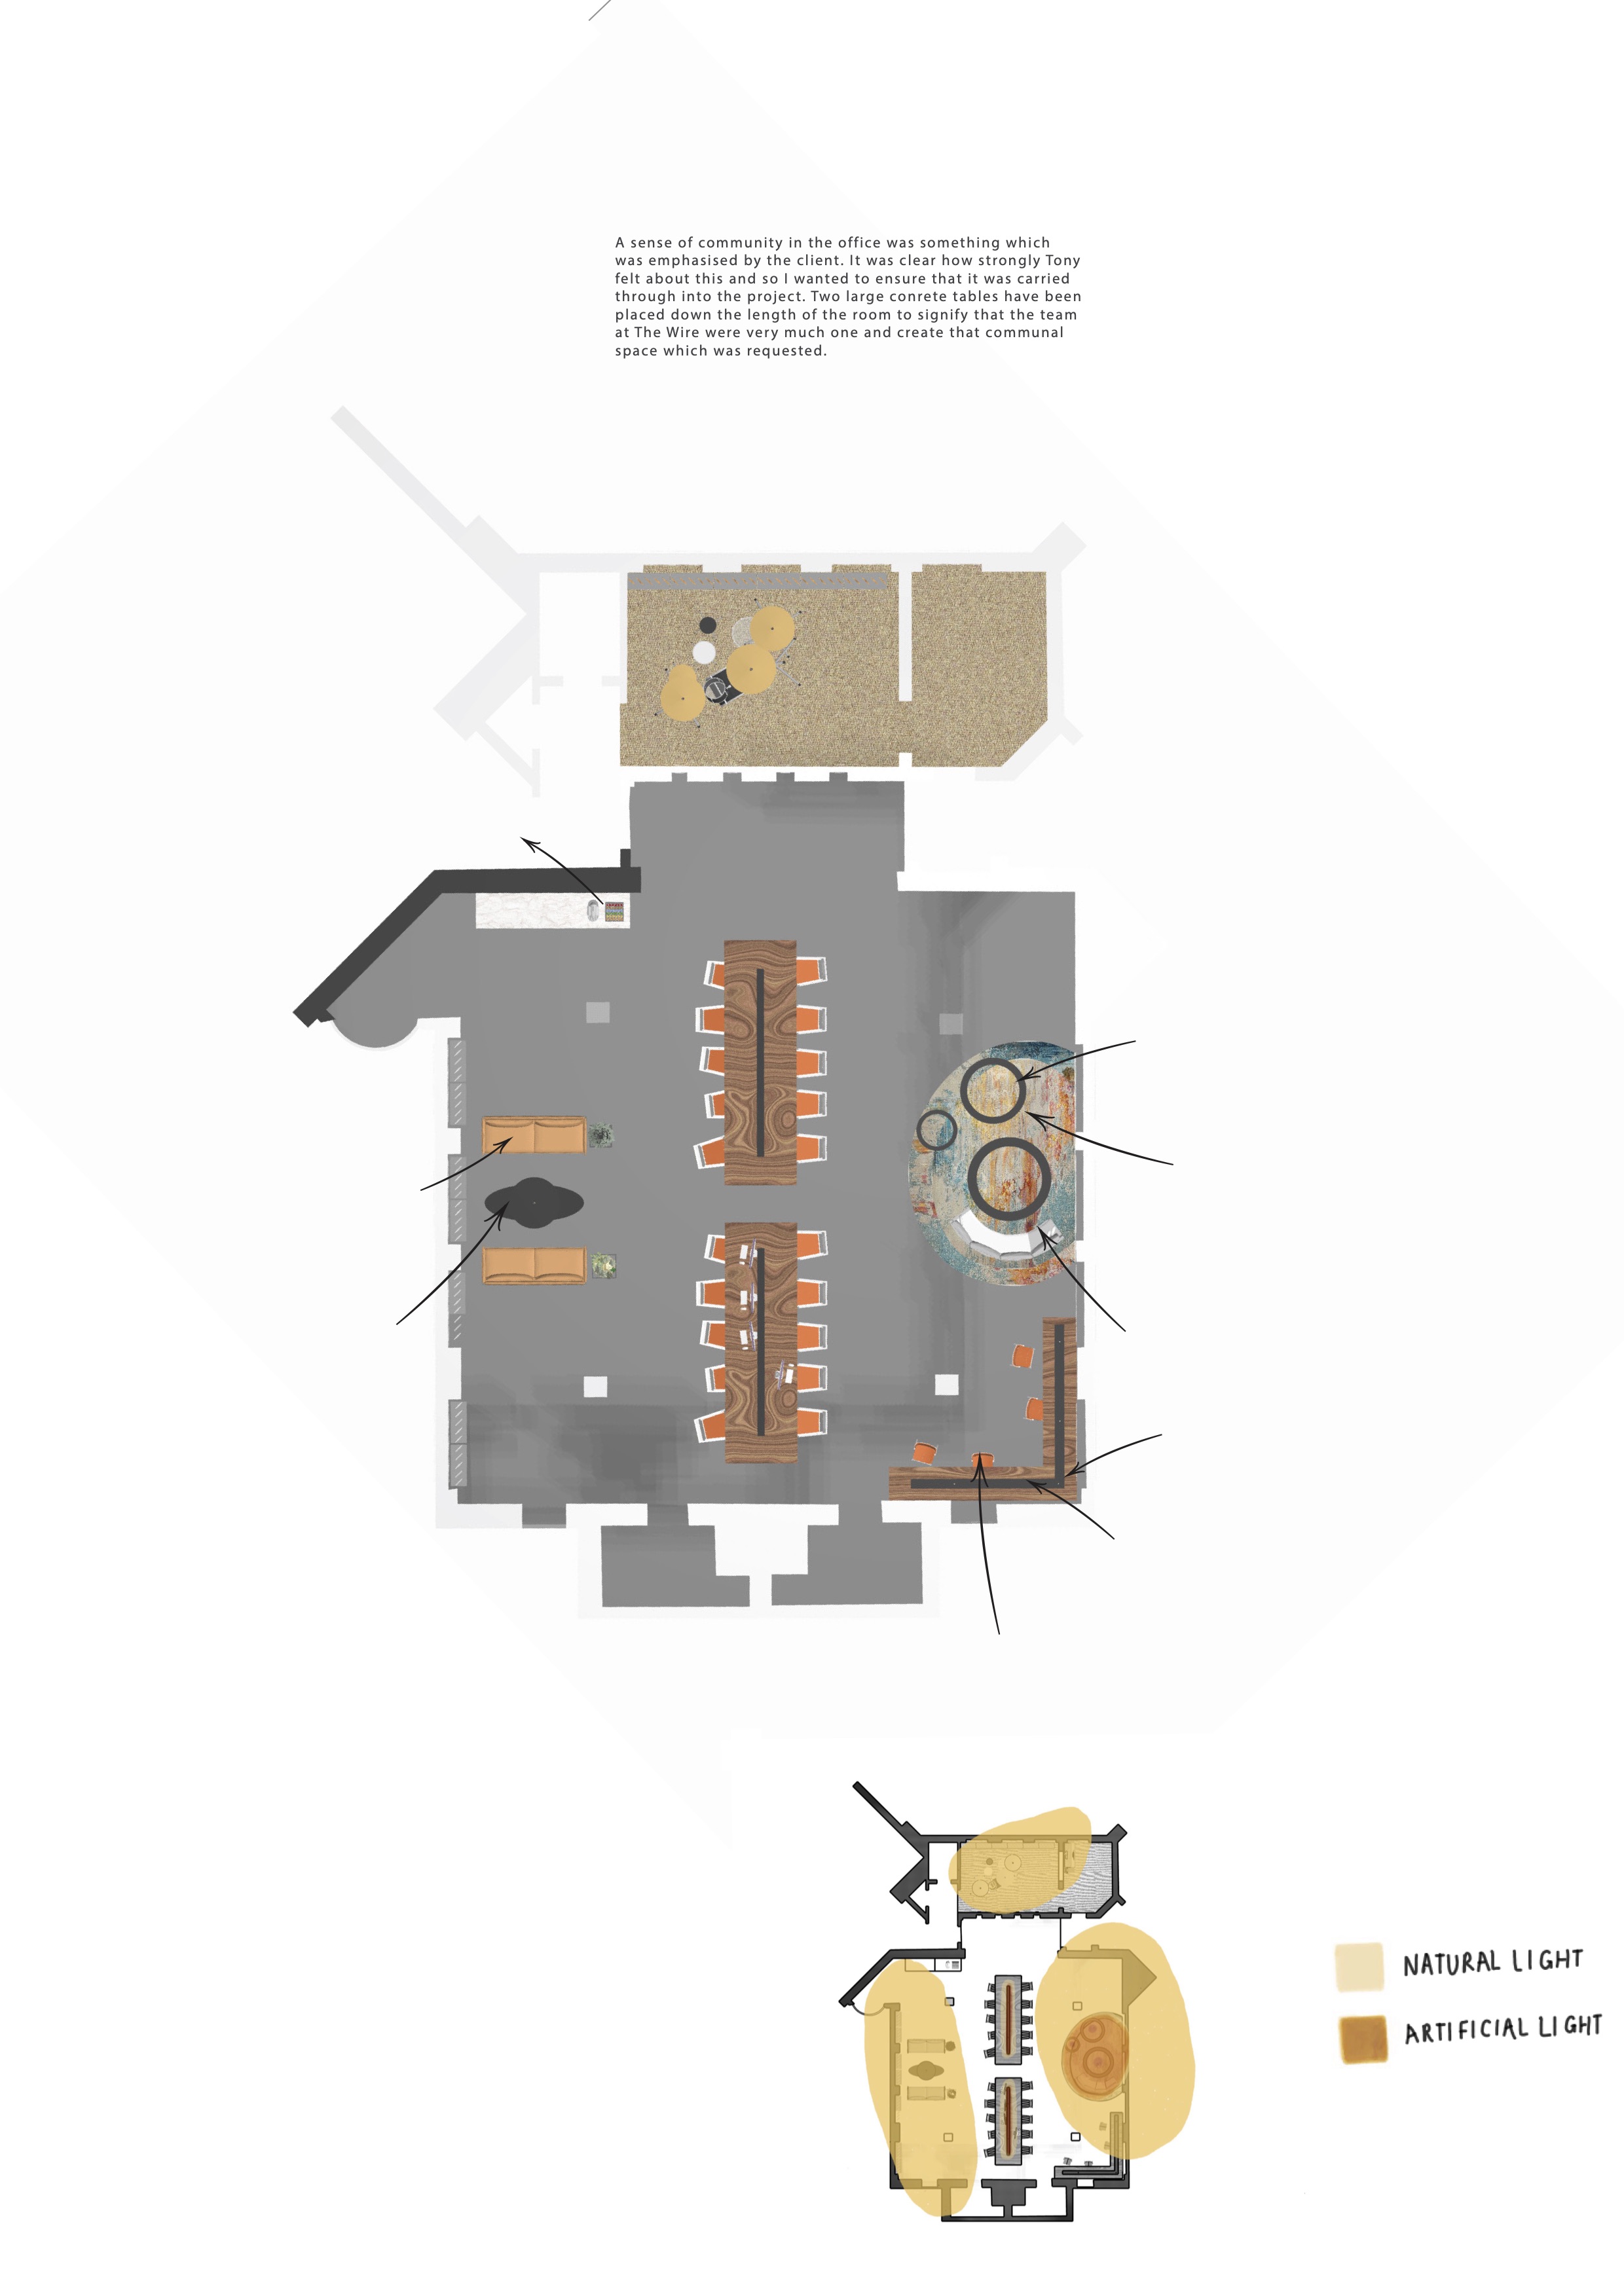 A sense of community in the office was something which
was emphasised by the client. It was clear how strongly Tony
felt about this and so I wanted to ensure that it was carried
through into the project. Two large conrete tables have been
placed down the length of the room to signify that the team
at The Wire were very much one and create that communal
space which was requested.
NATURAL LIGHT
ARTIFICIAL LIGHT